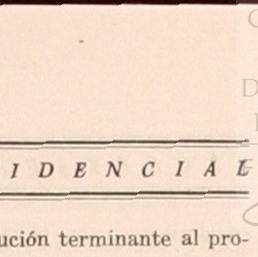 I D E N C I A L
ución terminante al pro-